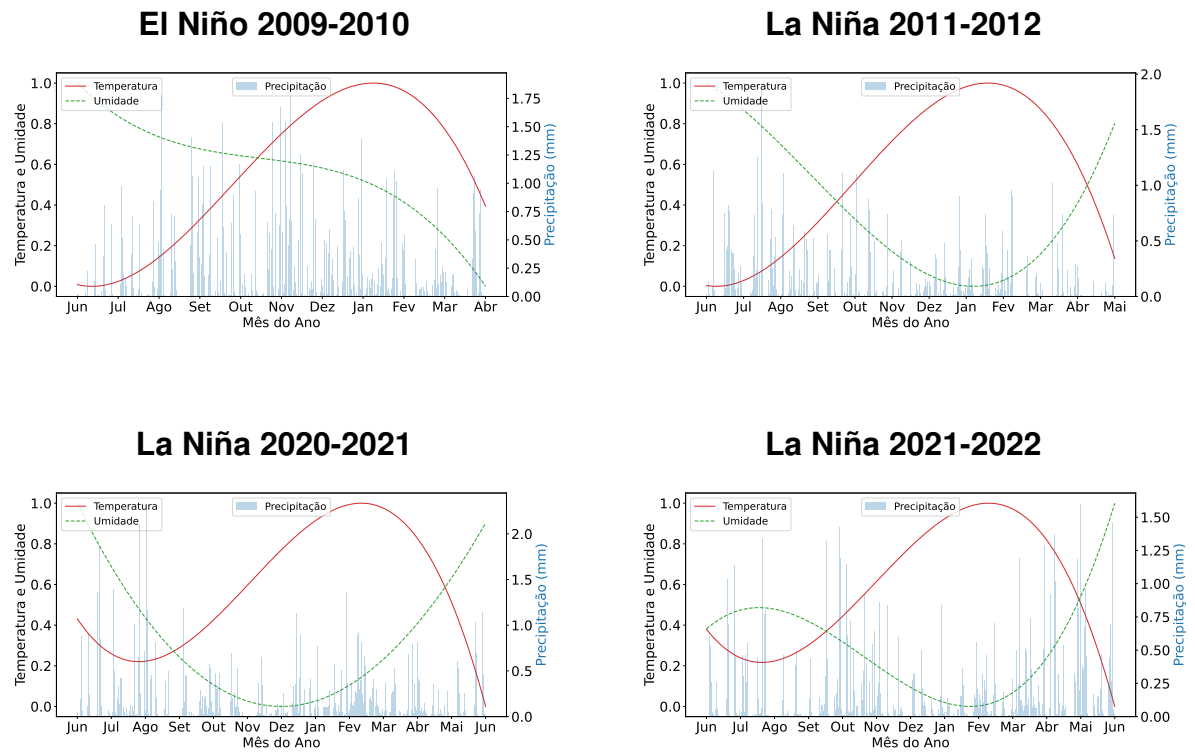 El Niño 2009-2010
Temperatura
Umidade
Precipitação
Temperatura e Umidade
1.0
0.8
0.6
0.4
0.2
0.0
Precipitação (mm)
1.75
1.50
1.25
1.00
0.75
0.50
0.25
0.00
Jun Jul Ago Set Out Nov Dez Jan Fev Mar Abr
Mês do Ano
La Niña 2011-2012
Temperatura
Umidade
Precipitação
Temperatura e Umidade
1.0
0.8
0.6
0.4
0.2
0.0
Precipitação (mm)
2.0
1.5
1.0
0.5
0.0
Jun Jul Ago Set Out Nov Dez Jan Fev Mar Abr Mai
Mês do Ano
La Niña 2020-2021
Temperatura
Umidade
Precipitação
Temperatura e Umidade
1.0
0.8
0.6
0.4
0.2
0.0
Precipitação (mm)
2.0
1.5
1.0
0.5
0.0
Jun Jul Ago Set Out Nov Dez Jan Fev Mar Abr Mai Jun
Mês do Ano
La Niña 2021-2022
Temperatura
Umidade
Precipitação
Temperatura e Umidade
1.0
0.8
0.6
0.4
0.2
0.0
Precipitação (mm)
1.50
1.25
1.00
0.75
0.50
0.25
0.00
Jun Jul Ago Set Out Nov Dez Jan Fev Mar Abr Mai Jun
Mês do Ano